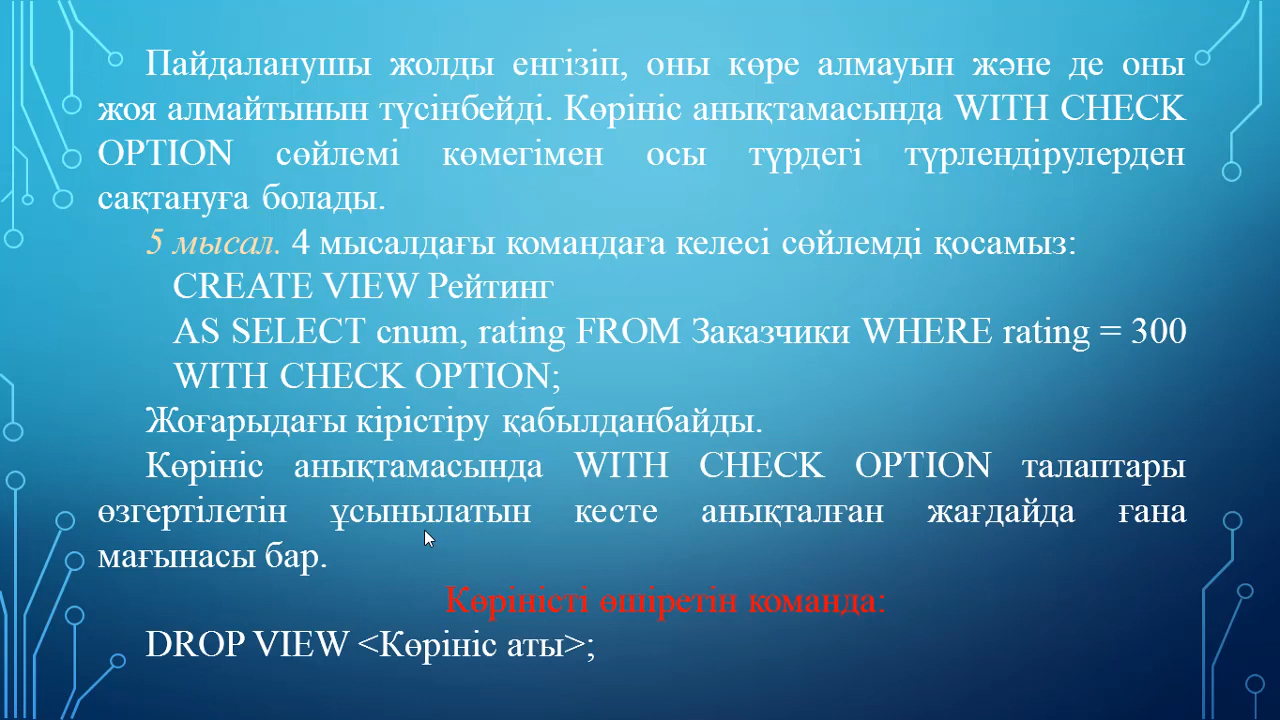 Пайдаланушы жолды енгізіп, оны көре алмауын және де оны
жоя алмайтынын түсінбейді. Көрініс анықтамасында WITH CHECK
OPTION сөйлемі көмегімен осы түрдегі түрлендірулерден
сақтануға болады.
5 мысал. 4 мысалдағы командаға келесі сөйлемді қосамыз:
CREATE VIEW Рейтинг
AS SELECT cnum, rating FROM Заказчики WHERE rating = 300
WITH CHECK OPTION;
Жоғарыдағы кірістіру қабылданбайды.
Көрініс анықтамасында WITH CHECK OPTION талаптары
өзгертілетін ұсынылатын кесте анықталған жағдайда ғана
мағынасы бар.
Көріністі өшіретін команда:
DROP VIEW <Көрініс аты>;